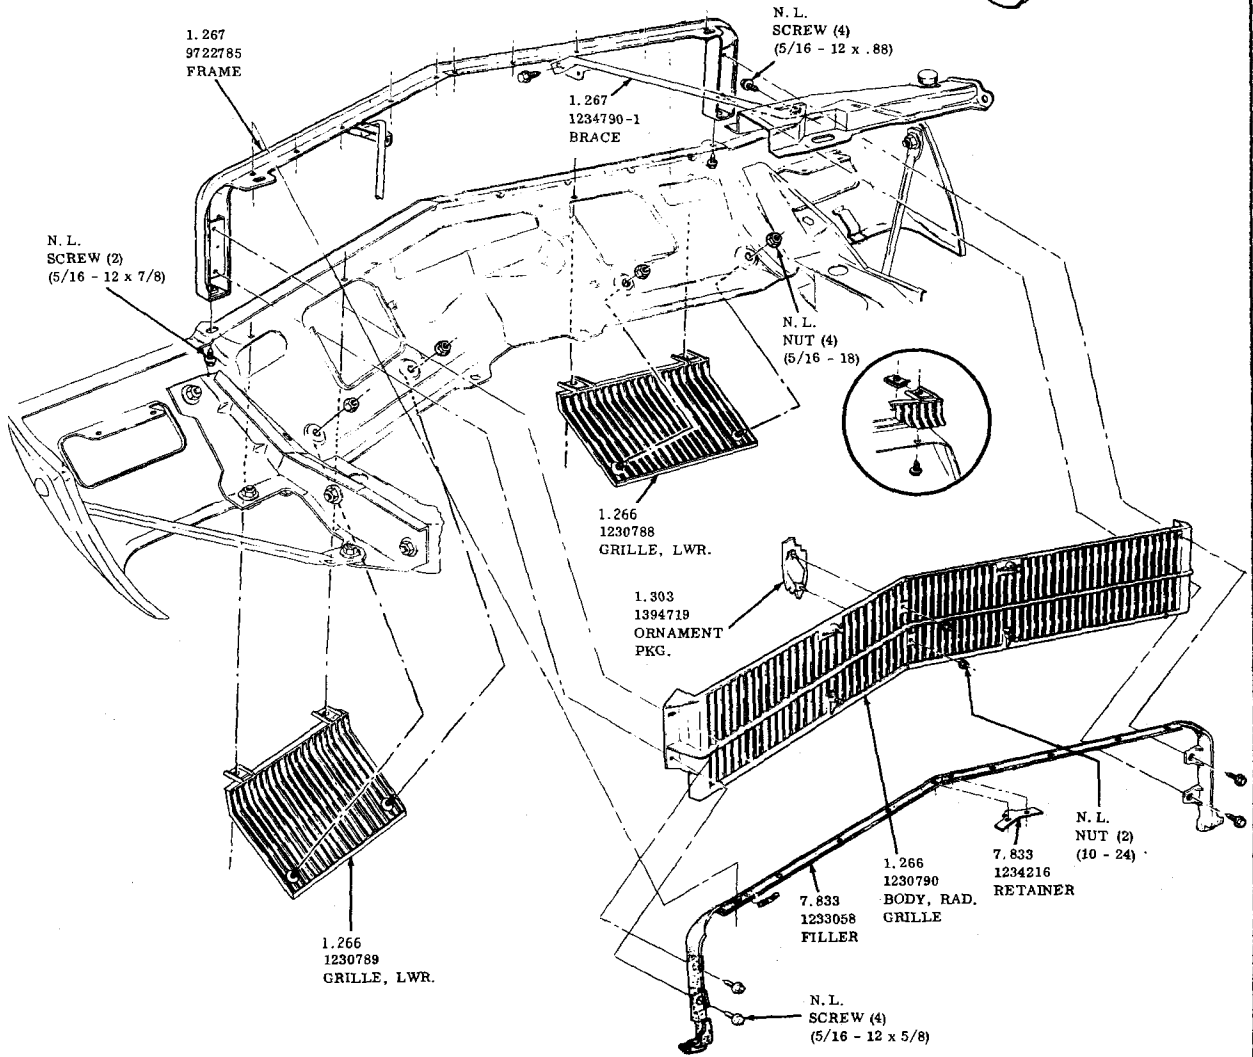 1.267
9722785
FRAME
N. L.
SCREW (4)
(5/16 - 12 x .88)
1.267
1234790-1
BRACE
N. L.
SCREW (2)
(5/16 - 12 x 7/8)
N. L.
NUT (4)
(5/16 - 18)
1.266
1230788
GRILLE, LWR.
1.303
1394719
ORNAMENT
PKG.
N. L.
NUT (2)
(10 - 24)
7.833
1234216
RETAINER
1.266
1230790
BODY, RAD.
GRILLE
7.833
1233058
FILLER
1.266
1230789
GRILLE, LWR.
N. L.
SCREW (4)
(5/16 - 12 x 5/8)